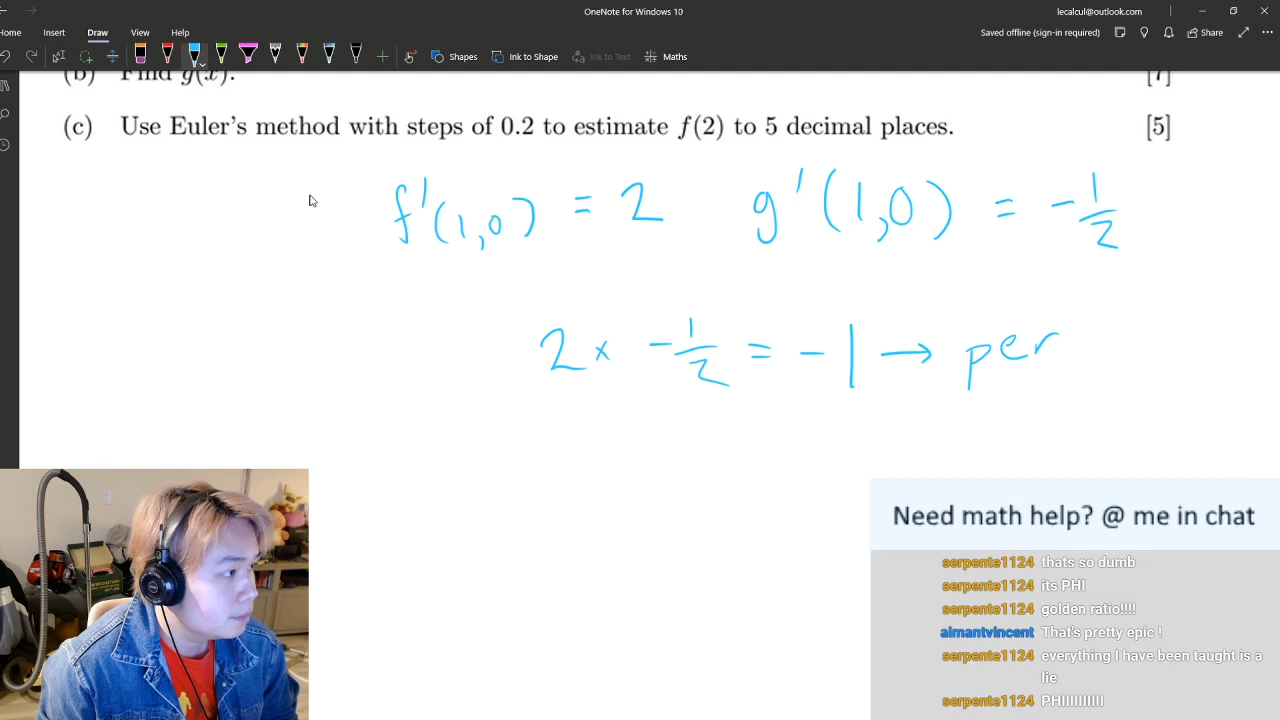 OneNote for Windows 10
lecalcul@outlook.com
Home Insert Draw View Help
Saved offline (sign-in required) Share
Shapes Ink to Shape Ink to Text Maths
(b) Find g(x). [7]
(c) Use Euler's method with steps of 0.2 to estimate f(2) to 5 decimal places. [5]
f'(1,0) = 2 g'(1,0) = -1/2
2 × -1/2 = -1 → per
Need math help? @ me in chat
serpente1124 thats so dumb
serpente1124 its PHI
serpente1124 golden ratio!!!!
aimantvincent That's pretty epic !
serpente1124 everything I have been taught is a
lie
serpente1124 PHIIIIIIIIII